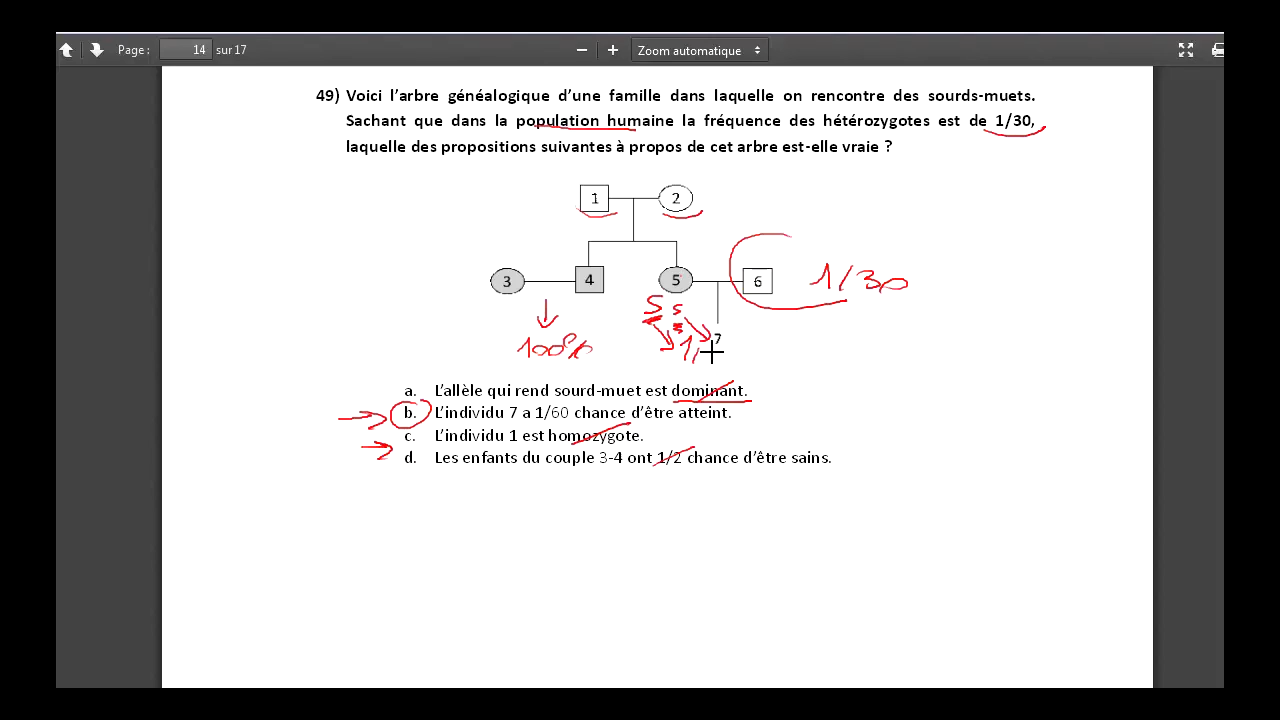 Page : 14 sur 17 Zoom automatique
49) Voici l'arbre généalogique d'une famille dans laquelle on rencontre des sourds-muets.
Sachant que dans la population humaine la fréquence des hétérozygotes est de 1/30,
laquelle des propositions suivantes à propos de cet arbre est-elle vraie ?
1 2
3 4 5 6 1/30
S s
100% 1/ 7
a. L'allèle qui rend sourd-muet est dominant.
b. L'individu 7 a 1/60 chance d'être atteint.
c. L'individu 1 est homozygote.
d. Les enfants du couple 3-4 ont 1/2 chance d'être sains.